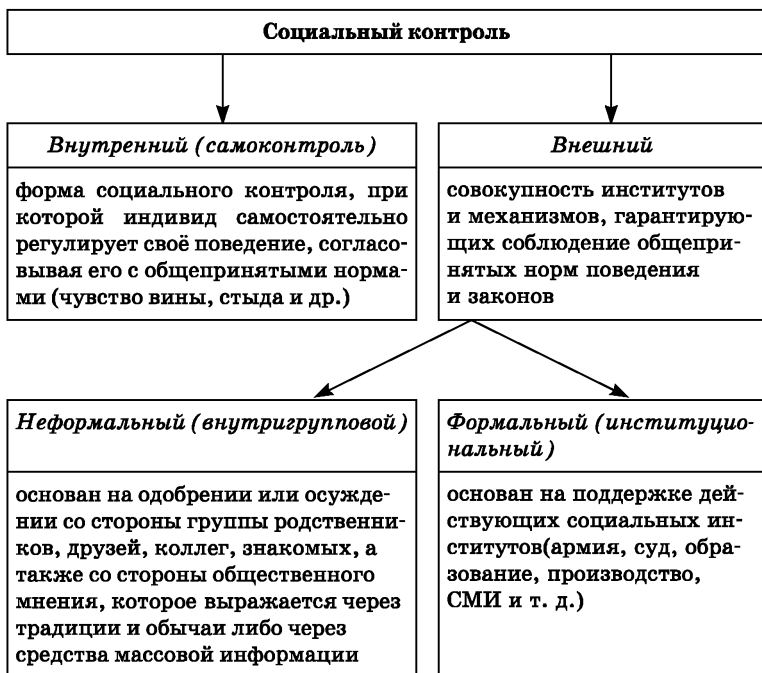 Социальный контроль
Внутренний (самоконтроль)
форма социального контроля, при
которой индивид самостоятельно
регулирует своё поведение, согласо-
вывая его с общепринятыми норма-
ми (чувство вины, стыда и др.)
Внешний
совокупность институтов
и механизмов, гарантирую-
щих соблюдение общепри-
нятых норм поведения
и законов
Неформальный (внутригрупповой)
основан на одобрении или осужде-
нии со стороны группы родственни-
ков, друзей, коллег, знакомых, а
также со стороны общественного
мнения, которое выражается через
традиции и обычаи либо через
средства массовой информации
Формальный (институцио-
нальный)
основан на поддержке дей-
ствующих социальных ин-
ститутов(армия, суд, обра-
зование, производство,
СМИ и т. д.)